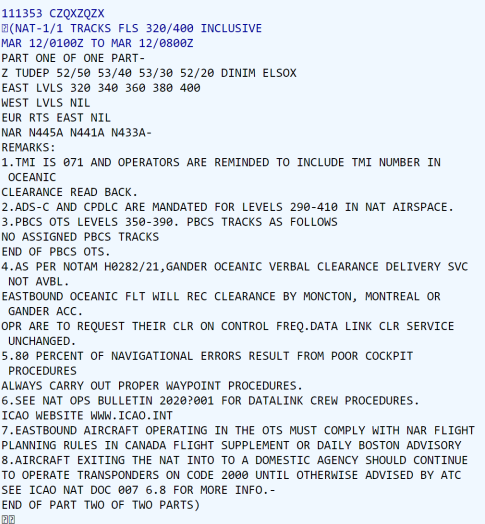 111353 CZQXZQZX
(NAT-1/1 TRACKS FLS 320/400 INCLUSIVE
MAR 12/0100Z TO MAR 12/0800Z
PART ONE OF ONE PART-
Z TUDEP 52/50 53/40 53/30 52/20 DINIM ELSOX
EAST LVLS 320 340 360 380 400
WEST LVLS NIL
EUR RTS EAST NIL
NAR N445A N441A N433A-
REMARKS:
1.TMI IS 071 AND OPERATORS ARE REMINDED TO INCLUDE TMI NUMBER IN
OCEANIC
CLEARANCE READ BACK.
2.ADS-C AND CPDLC ARE MANDATED FOR LEVELS 290-410 IN NAT AIRSPACE.
3.PBCS OTS LEVELS 350-390. PBCS TRACKS AS FOLLOWS
NO ASSIGNED PBCS TRACKS
END OF PBCS OTS.
4.AS PER NOTAM H0282/21,GANDER OCEANIC VERBAL CLEARANCE DELIVERY SVC
NOT AVBL.
EASTBOUND OCEANIC FLT WILL REC CLEARANCE BY MONCTON, MONTREAL OR
GANDER ACC.
OPR ARE TO REQUEST THEIR CLR ON CONTROL FREQ.DATA LINK CLR SERVICE
UNCHANGED.
5.80 PERCENT OF NAVIGATIONAL ERRORS RESULT FROM POOR COCKPIT
PROCEDURES
ALWAYS CARRY OUT PROPER WAYPOINT PROCEDURES.
6.SEE NAT OPS BULLETIN 2020?001 FOR DATALINK CREW PROCEDURES.
ICAO WEBSITE WWW.ICAO.INT
7.EASTBOUND AIRCRAFT OPERATING IN THE OTS MUST COMPLY WITH NAR FLIGHT
PLANNING RULES IN CANADA FLIGHT SUPPLEMENT OR DAILY BOSTON ADVISORY
8.AIRCRAFT EXITING THE NAT INTO TO A DOMESTIC AGENCY SHOULD CONTINUE
TO OPERATE TRANSPONDERS ON CODE 2000 UNTIL OTHERWISE ADVISED BY ATC
SEE ICAO NAT DOC 007 6.8 FOR MORE INFO.-
END OF PART TWO OF TWO PARTS)